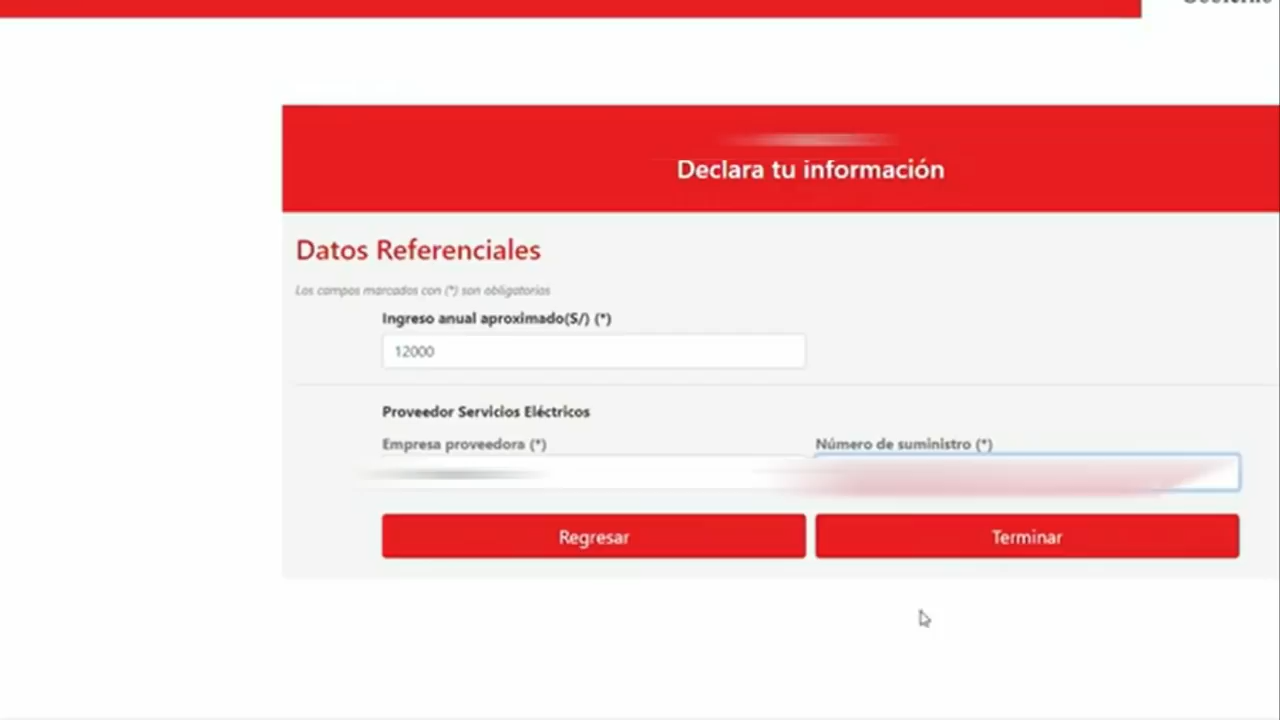 Declara tu información
Datos Referenciales
Los campos marcados con (*) son obligatorios
Ingreso anual aproximado(S/) (*)
12000
Proveedor Servicios Eléctricos
Empresa proveedora (*)
Número de suministro (*)
Regresar
Terminar